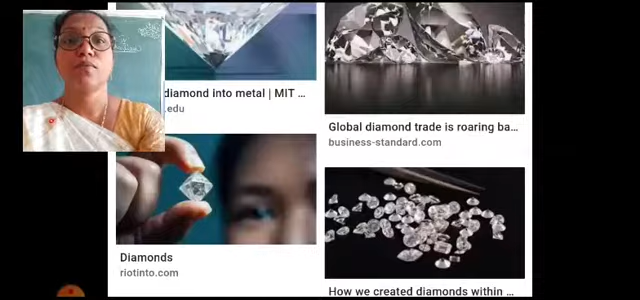 diamond into metal | MIT ...
.edu
Global diamond trade is roaring ba...
business-standard.com
Diamonds
riotinto.com
How we created diamonds within ...